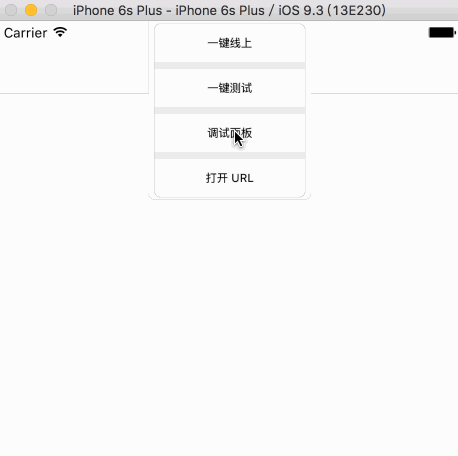 iPhone 6s Plus - iPhone 6s Plus / iOS 9.3 (13E230)
Carrier
一键线上
一键测试
调试面板
打开 URL